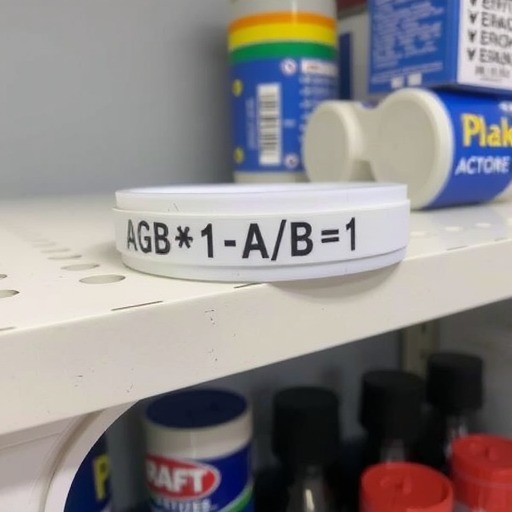 AGB*1-A/B=1
Plak
ACTORE
RAFT